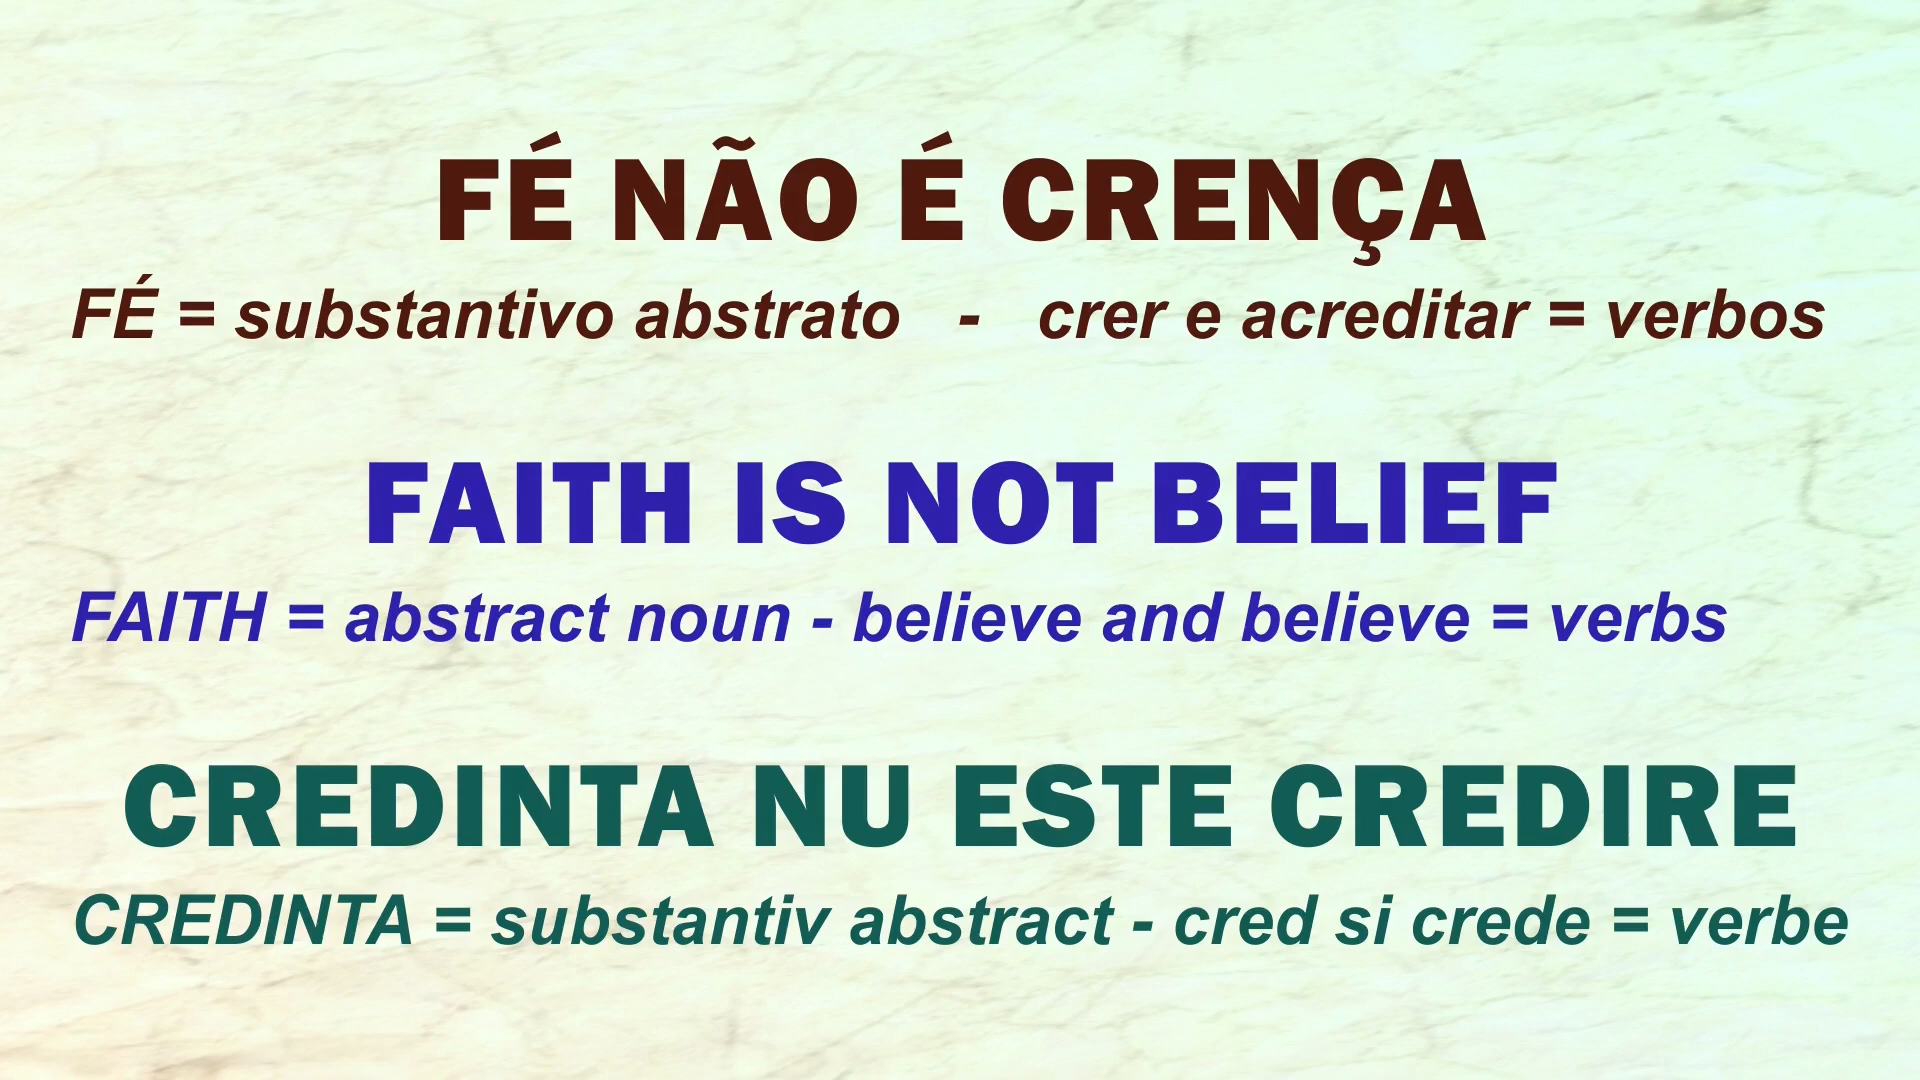 FÉ NÃO É CRENÇA
FÉ = substantivo abstrato - crer e acreditar = verbos
FAITH IS NOT BELIEF
FAITH = abstract noun - believe and believe = verbs
CREDINTA NU ESTE CREDIRE
CREDINTA = substantiv abstract - cred si crede = verbe